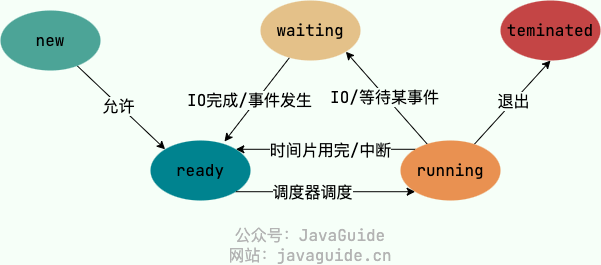 new
waiting
teminated
允许
IO完成/事件发生
IO/等待某事件
退出
时间片用完/中断
ready
running
调度器调度
公众号：JavaGuide
网站：javaguide.cn